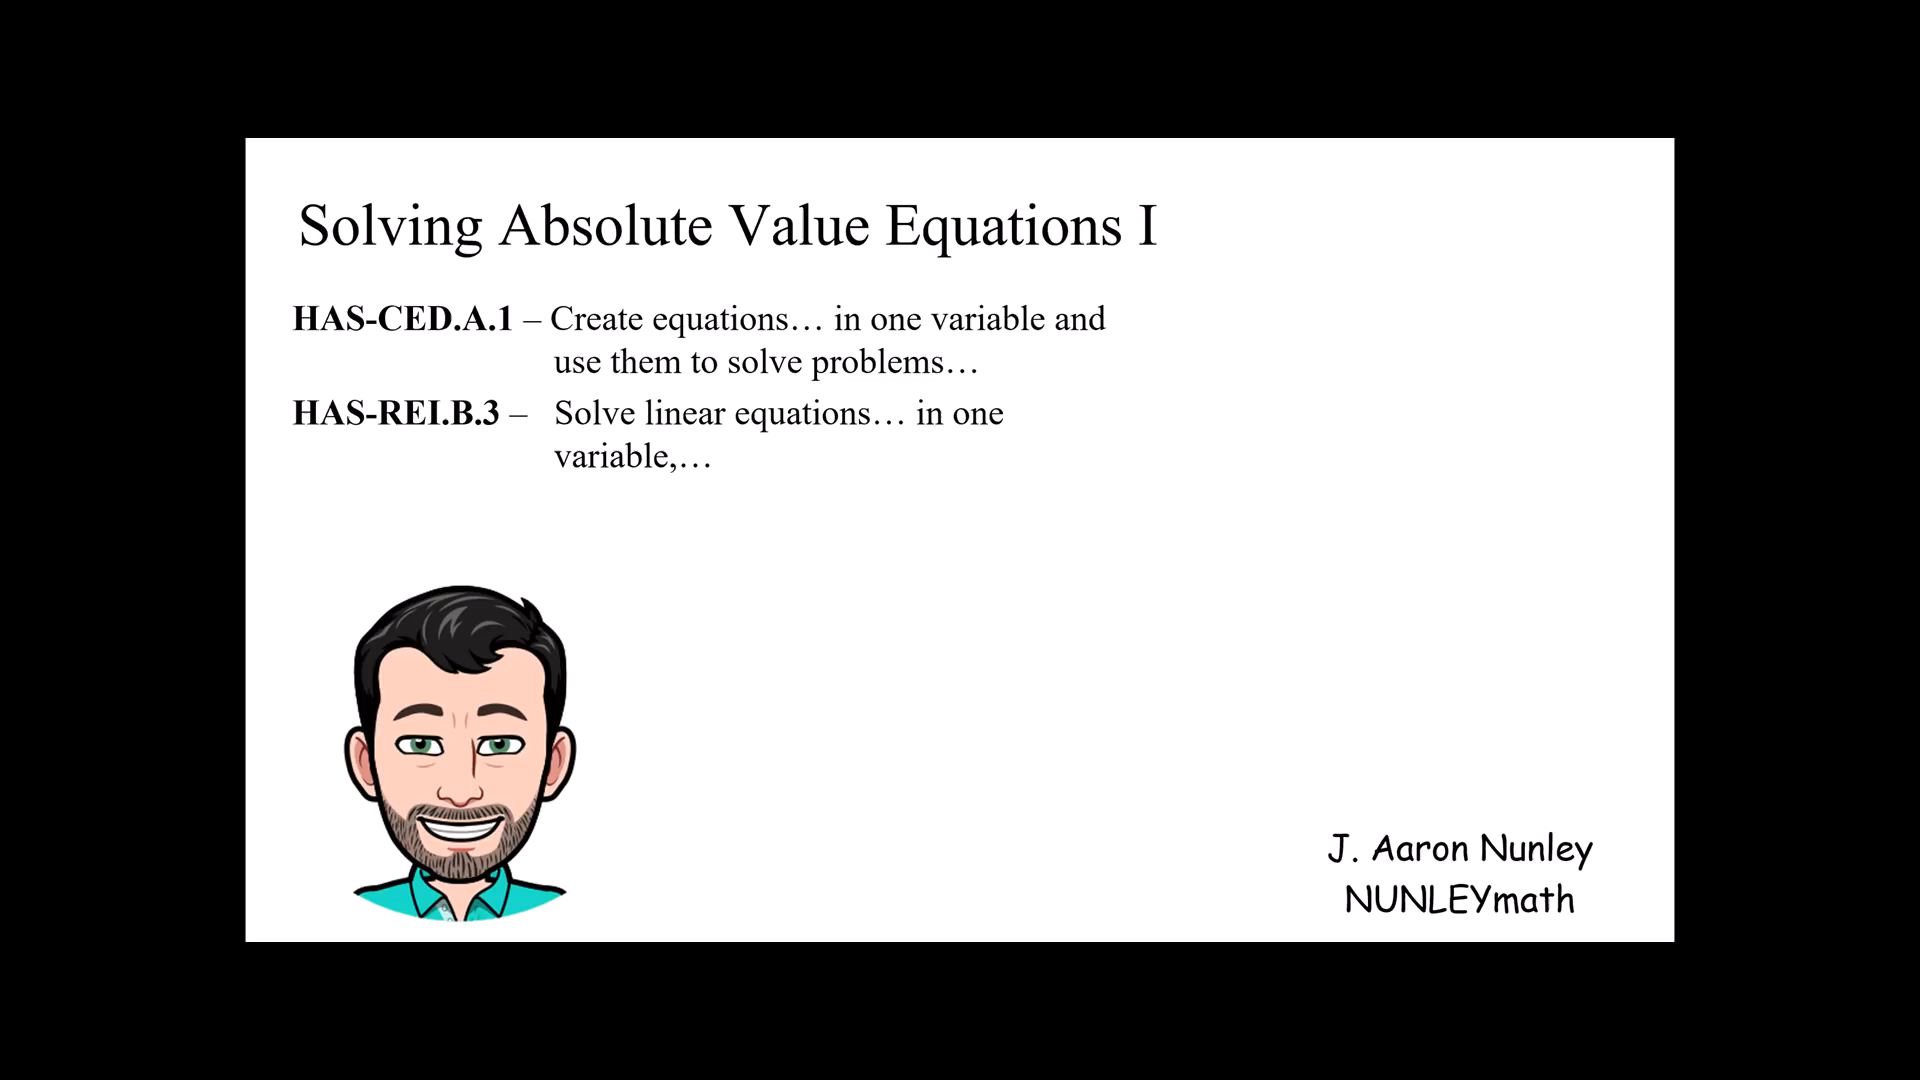 Solving Absolute Value Equations I
HAS-CED.A.1 – Create equations… in one variable and
use them to solve problems…
HAS-REI.B.3 – Solve linear equations… in one
variable,…
J. Aaron Nunley
NUNLEYmath